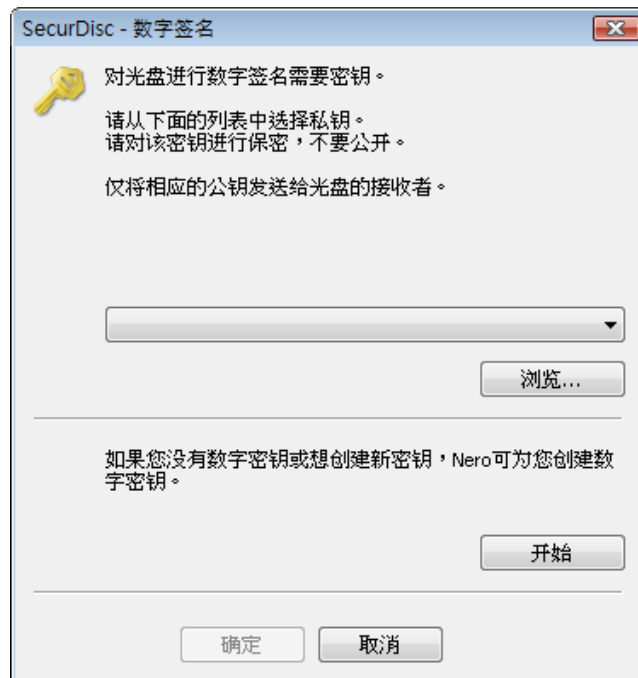 SecurDisc - 数字签名
对光盘进行数字签名需要密钥。
请从下面的列表中选择私钥。
请对该密钥进行保密，不要公开。
仅将相应的公钥发送给光盘的接收者。
浏览...
如果您没有数字密钥或想创建新密钥，Nero可为您创建数
字密钥。
开始
确定
取消